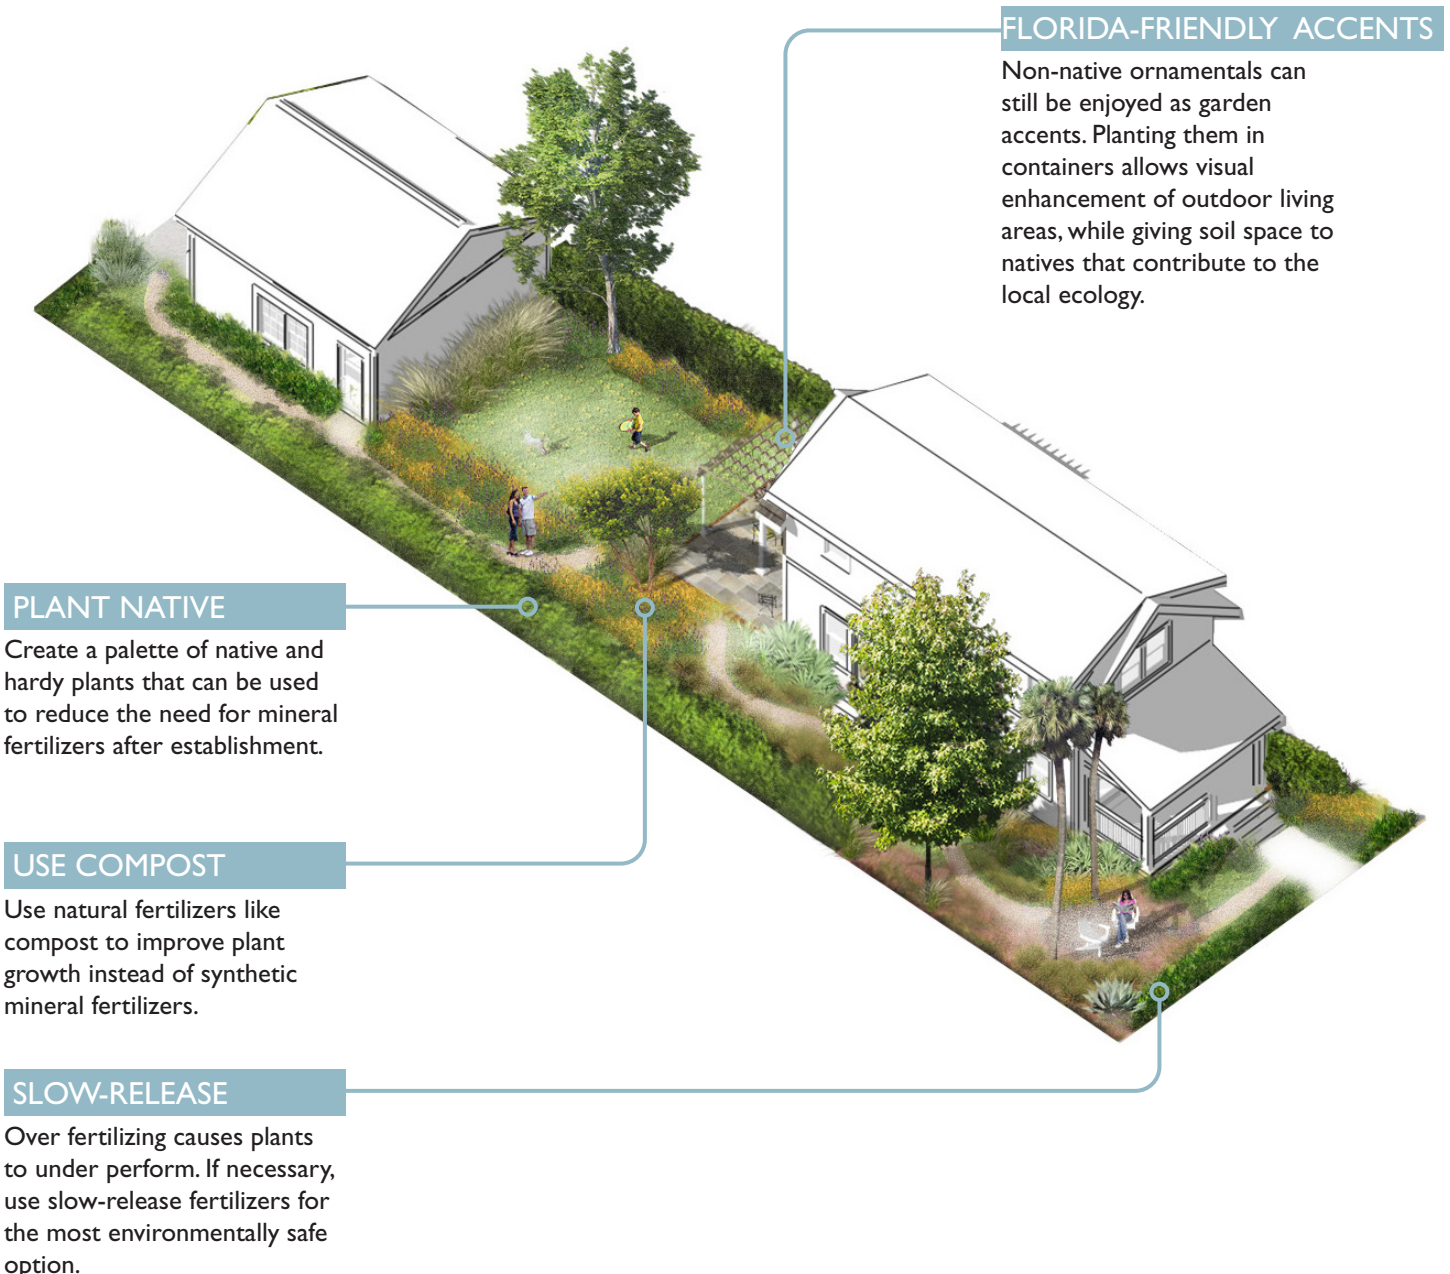 FLORIDA-FRIENDLY ACCENTS
Non-native ornamentals can
still be enjoyed as garden
accents. Planting them in
containers allows visual
enhancement of outdoor living
areas, while giving soil space to
natives that contribute to the
local ecology.
PLANT NATIVE
Create a palette of native and
hardy plants that can be used
to reduce the need for mineral
fertilizers after establishment.
USE COMPOST
Use natural fertilizers like
compost to improve plant
growth instead of synthetic
mineral fertilizers.
SLOW-RELEASE
Over fertilizing causes plants
to under perform. If necessary,
use slow-release fertilizers for
the most environmentally safe
option.